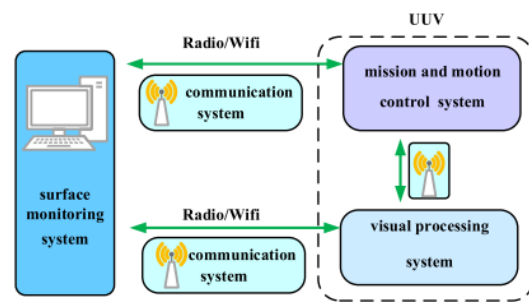 UUV
Radio/Wifi
mission and motion
control system
communication
system
surface
monitoring
system
Radio/Wifi
visual processing
system
communication
system